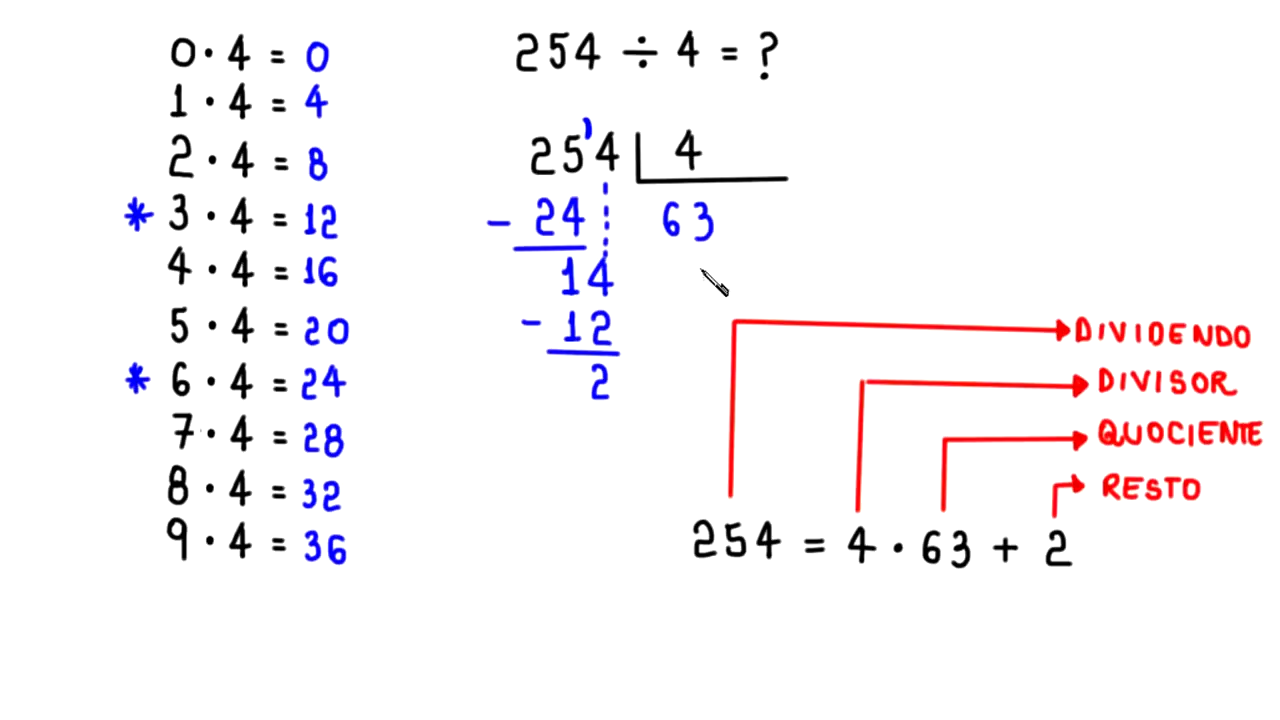 0 · 4 = 0
1 · 4 = 4
2 · 4 = 8
* 3 · 4 = 12
4 · 4 = 16
5 · 4 = 20
* 6 · 4 = 24
7 · 4 = 28
8 · 4 = 32
9 · 4 = 36
254 ÷ 4 = ?
25'4 | 4
- 24 63
14
- 12
2
DIVIDENDO
DIVISOR
QUOCIENTE
RESTO
254 = 4 · 63 + 2